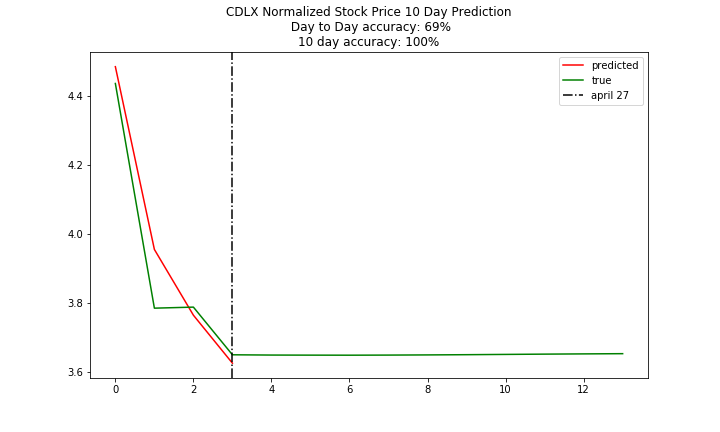 CDLX Normalized Stock Price 10 Day Prediction
Day to Day accuracy: 69%
10 day accuracy: 100%
predicted
true
april 27
4.4
4.2
4.0
3.8
3.6
0 2 4 6 8 10 12